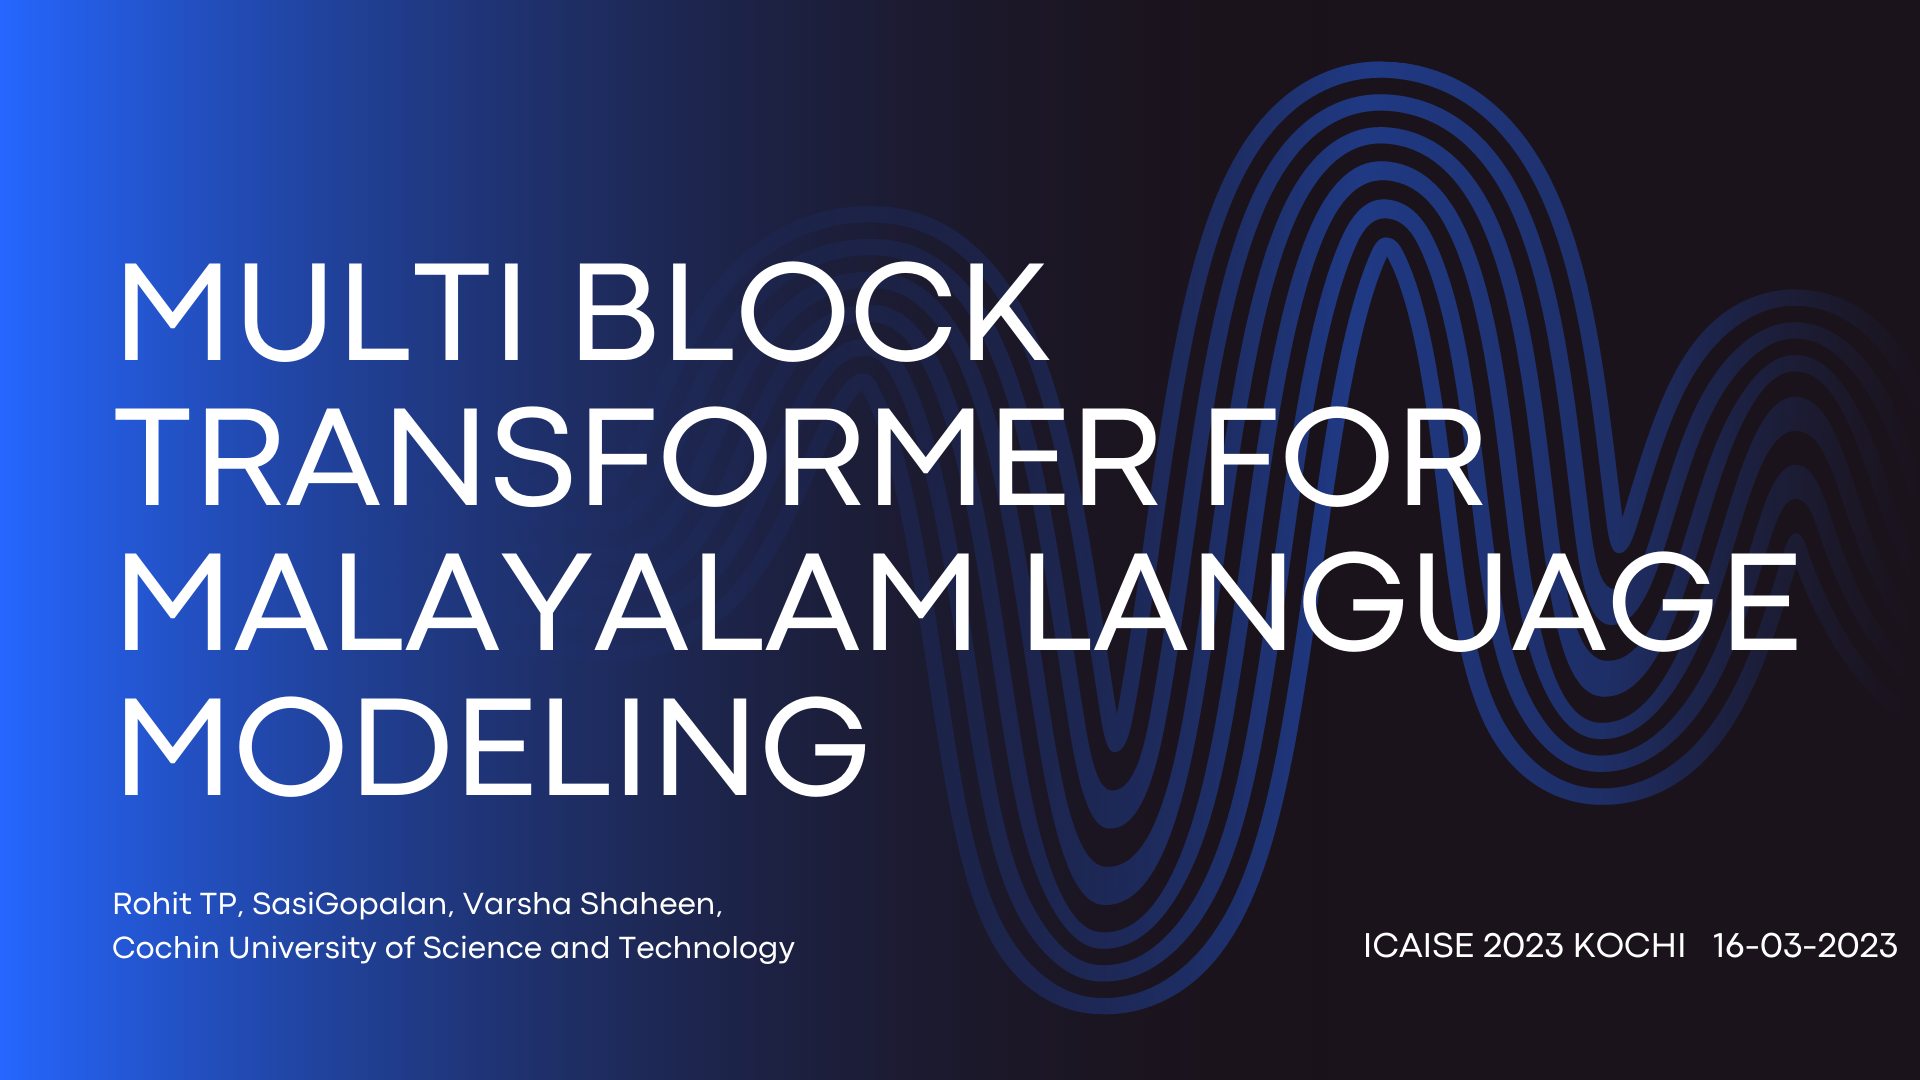 MULTI BLOCK
TRANSFORMER FOR
MALAYALAM LANGUAGE
MODELING
Rohit TP, SasiGopalan, Varsha Shaheen,
Cochin University of Science and Technology
ICAISE 2023 KOCHI 16-03-2023